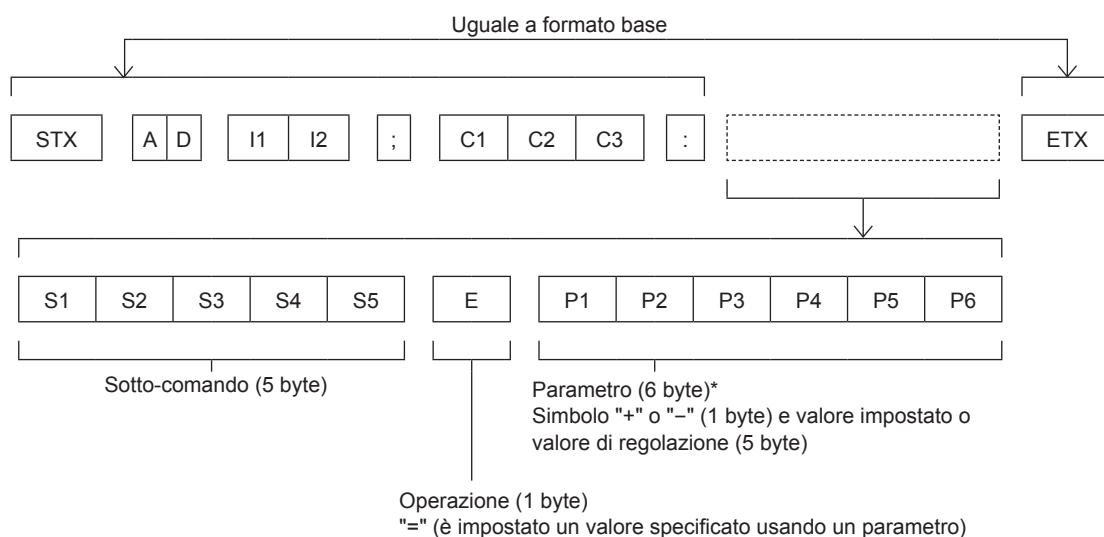 Uguale a formato base
STX A D I1 I2 ; C1 C2 C3 : ETX
S1 S2 S3 S4 S5 E P1 P2 P3 P4 P5 P6
Sotto-comando (5 byte)
Parametro (6 byte)*
Simbolo "+" o "−" (1 byte) e valore impostato o
valore di regolazione (5 byte)
Operazione (1 byte)
"=" (è impostato un valore specificato usando un parametro)